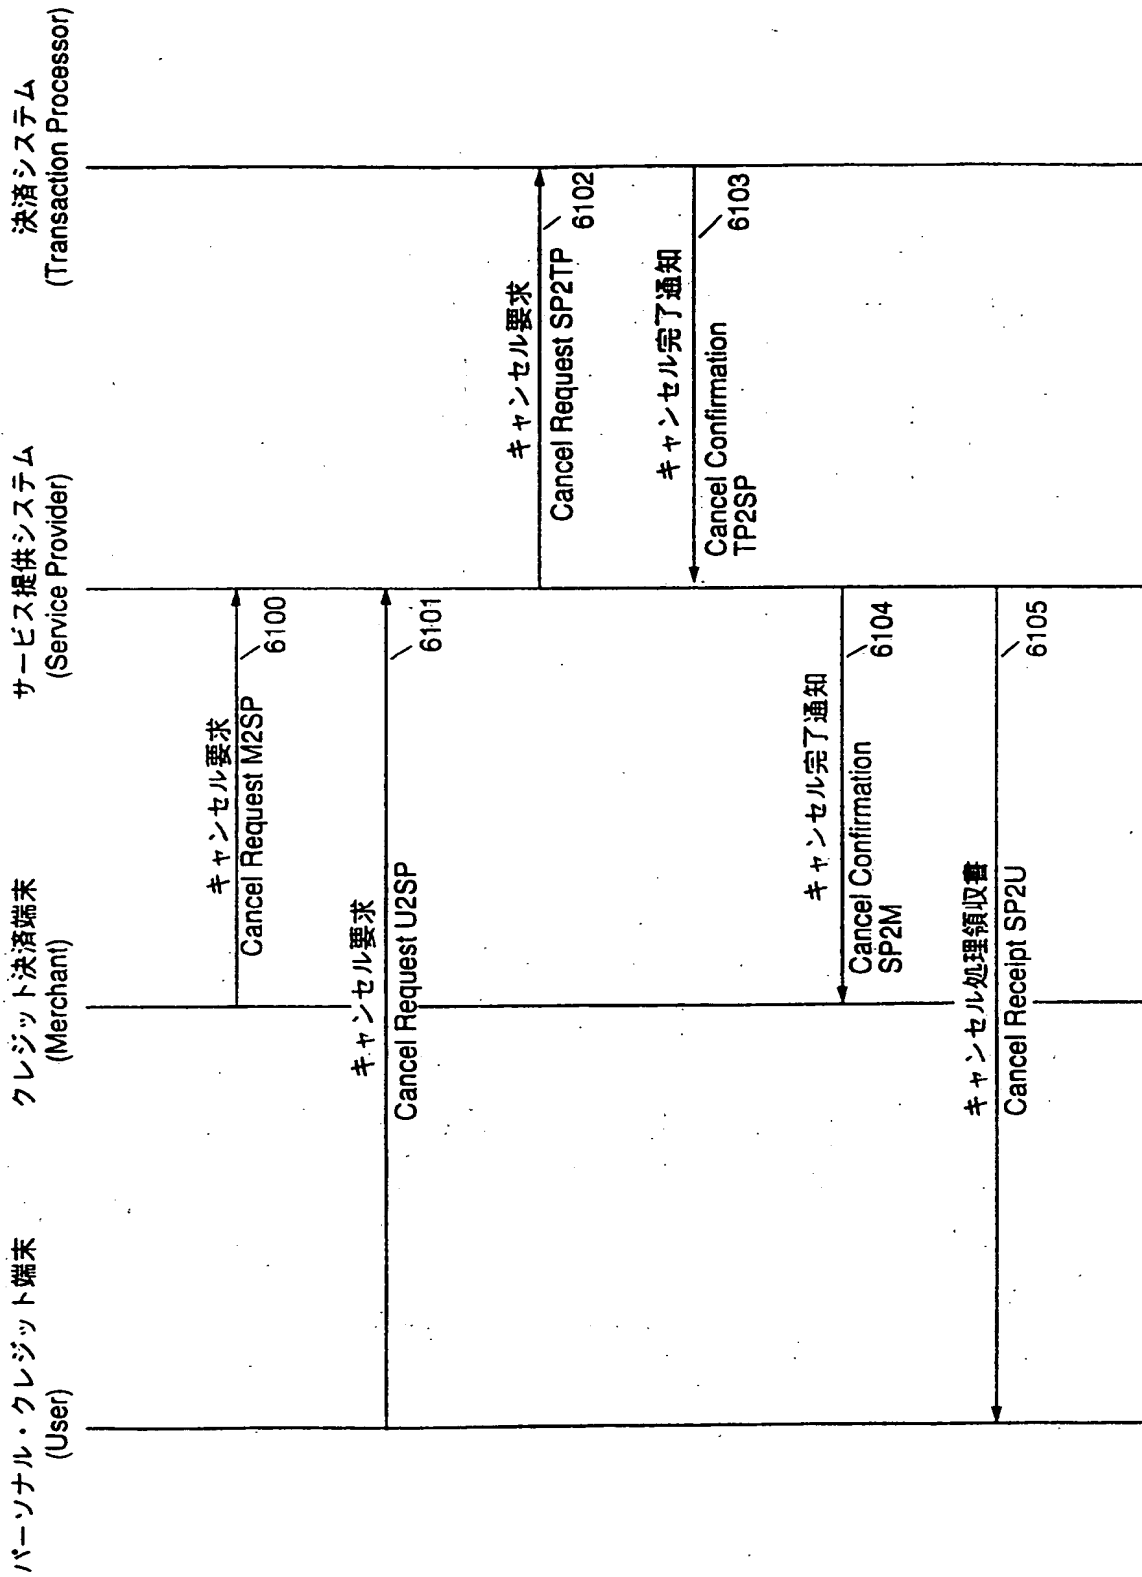 パーソナル・クレジット端末
(User)
クレジット決済端末
(Merchant)
サービス提供システム
(Service Provider)
決済システム
(Transaction Processor)
キャンセル要求
Cancel Request M2SP
6100
キャンセル要求
Cancel Request U2SP
6101
キャンセル要求
Cancel Request SP2TP
6102
キャンセル完了通知
Cancel Confirmation
TP2SP
6103
キャンセル完了通知
Cancel Confirmation
SP2M
6104
キャンセル処理領収書
Cancel Receipt SP2U
6105